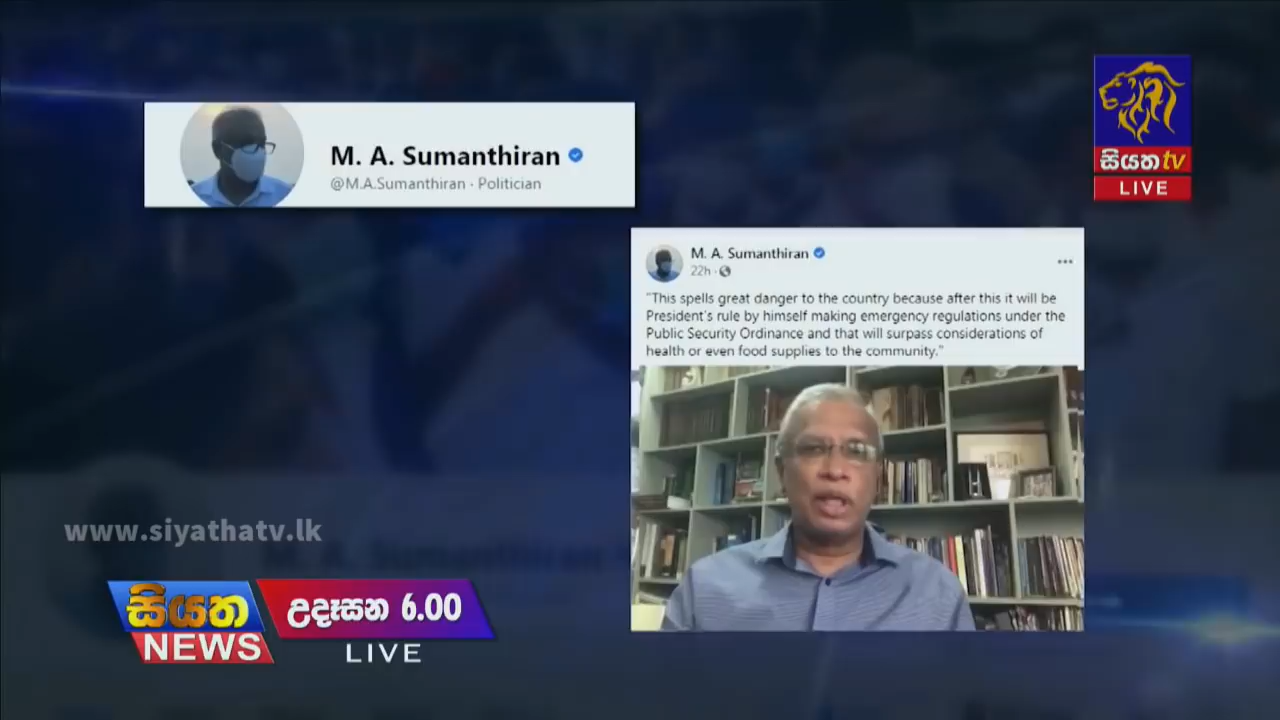 M. A. Sumanthiran
@M.A.Sumanthiran · Politician
සියත tv
LIVE
M. A. Sumanthiran
22h ·
"This spells great danger to the country because after this it will be
President's rule by himself making emergency regulations under the
Public Security Ordinance and that will surpass considerations of
health or even food supplies to the community."
www.siyathatv.lk
සියත
NEWS
උදෑසන 6.00
LIVE